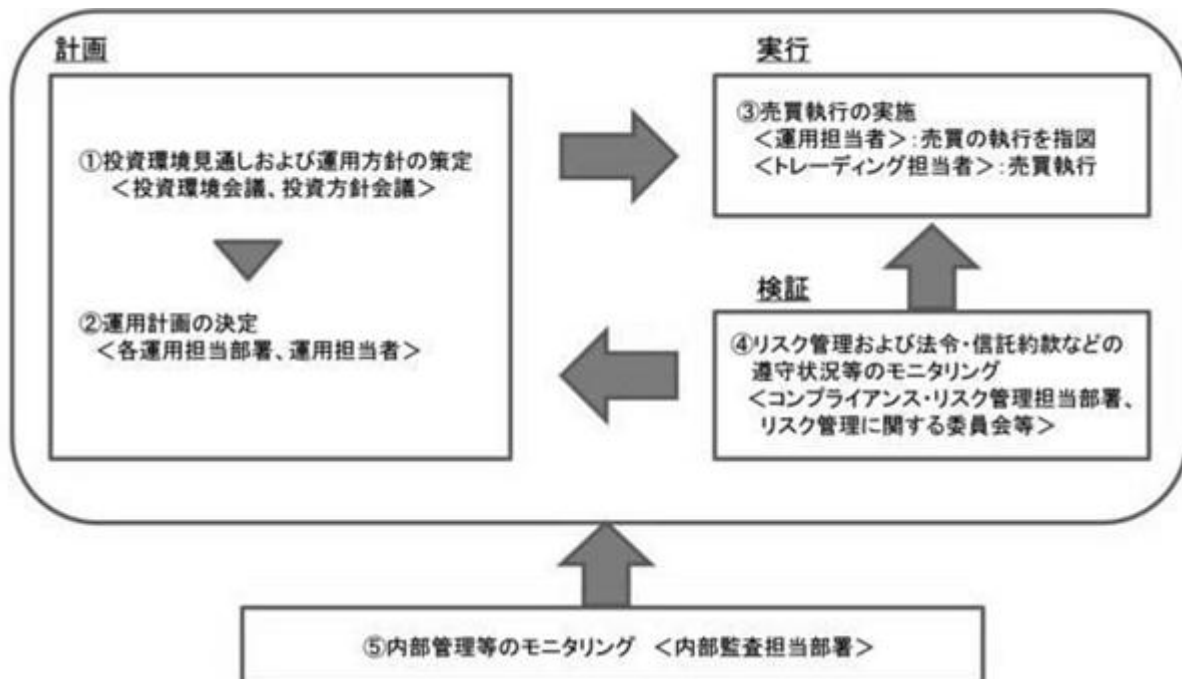 計画
①投資環境見通しおよび運用方針の策定
＜投資環境会議、投資方針会議＞
②運用計画の決定
＜各運用担当部署、運用担当者＞
実行
③売買執行の実施
＜運用担当者＞：売買の執行を指図
＜トレーディング担当者＞：売買執行
検証
④リスク管理および法令・信託約款などの
遵守状況等のモニタリング
＜コンプライアンス・リスク管理担当部署、
リスク管理に関する委員会等＞
⑤内部管理等のモニタリング　＜内部監査担当部署＞